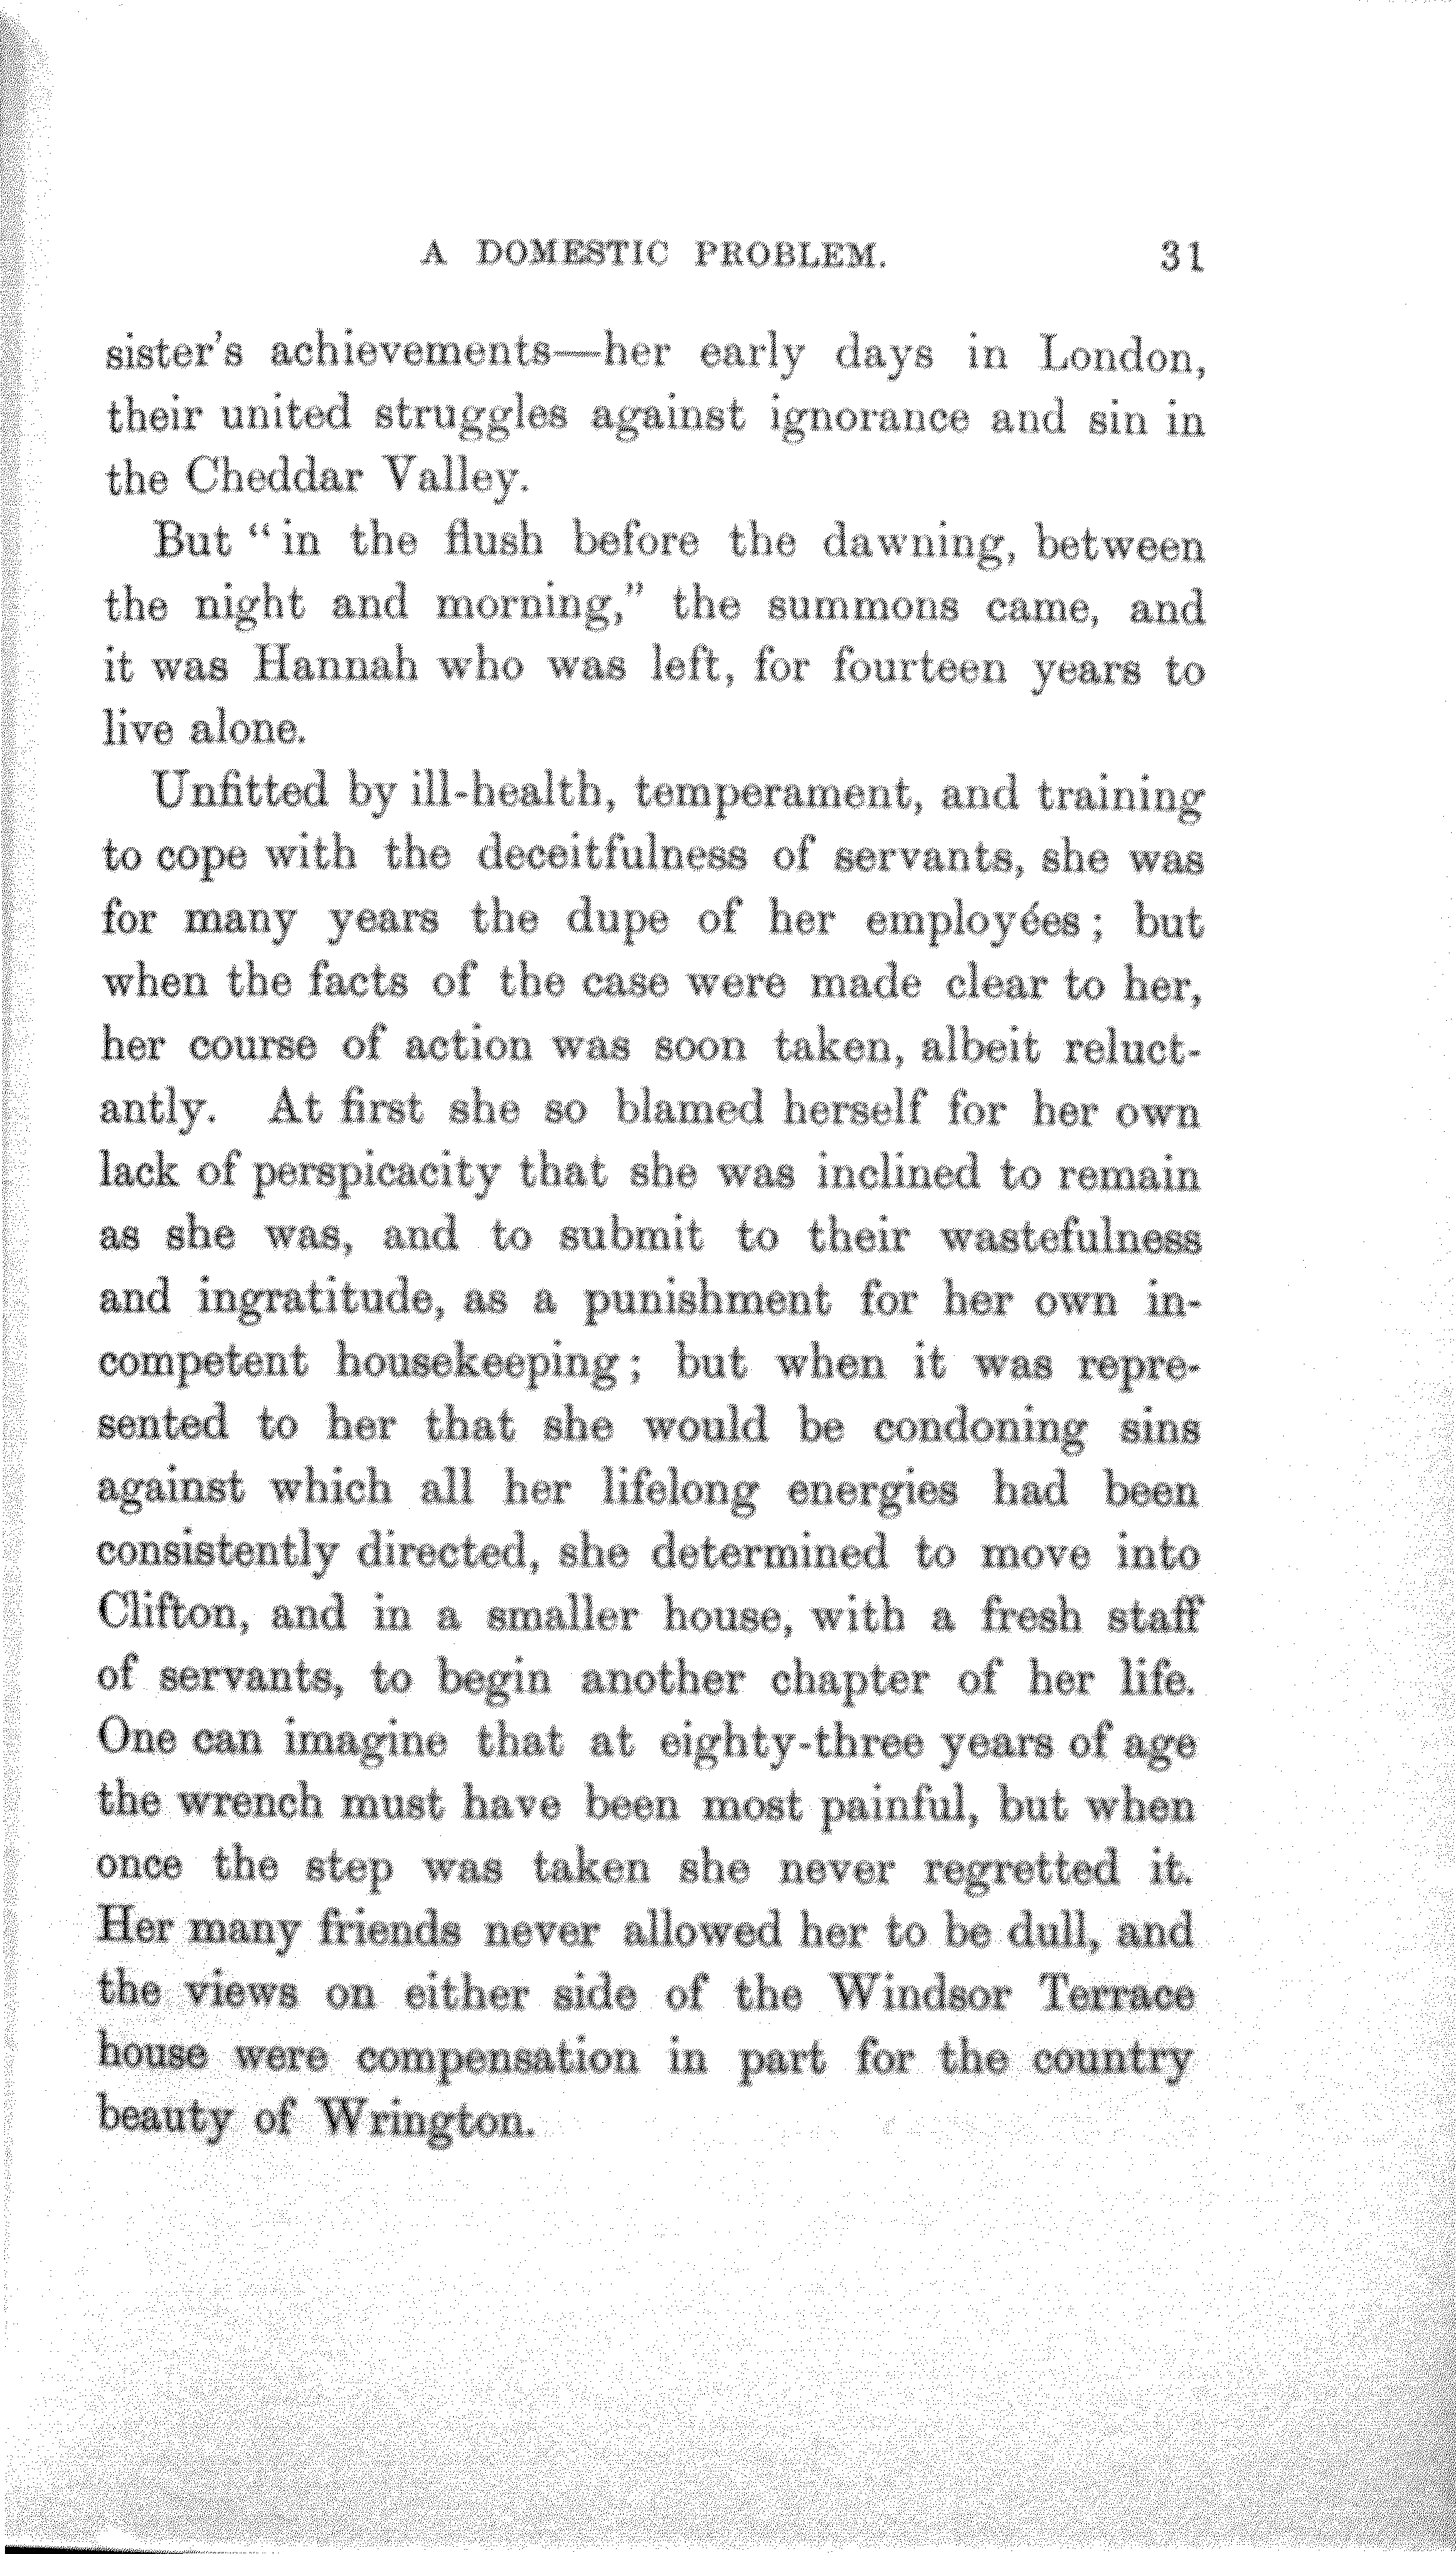 A DOMESTIC PROBLEM. 31
sister's achievements—her early days in London,
their united struggles against ignorance and sin in
the Cheddar Valley.
But "in the flush before the dawning, between
the night and morning," the summons came, and
it was Hannah who was left, for fourteen years to
live alone.
Unfitted by ill-health, temperament, and training
to cope with the deceitfulness of servants, she was
for many years the dupe of her employées; but
when the facts of the case were made clear to her,
her course of action was soon taken, albeit reluct-
antly. At first she so blamed herself for her own
lack of perspicacity that she was inclined to remain
as she was, and to submit to their wastefulness
and ingratitude, as a punishment for her own in-
competent housekeeping; but when it was repre-
sented to her that she would be condoning sins
against which all her lifelong energies had been
consistently directed, she determined to move into
Clifton, and in a smaller house, with a fresh staff
of servants, to begin another chapter of her life.
One can imagine that at eighty-three years of age
the wrench must have been most painful, but when
once the step was taken she never regretted it.
Her many friends never allowed her to be dull, and
the views on either side of the Windsor Terrace
house were compensation in part for the country
beauty of Wrington.